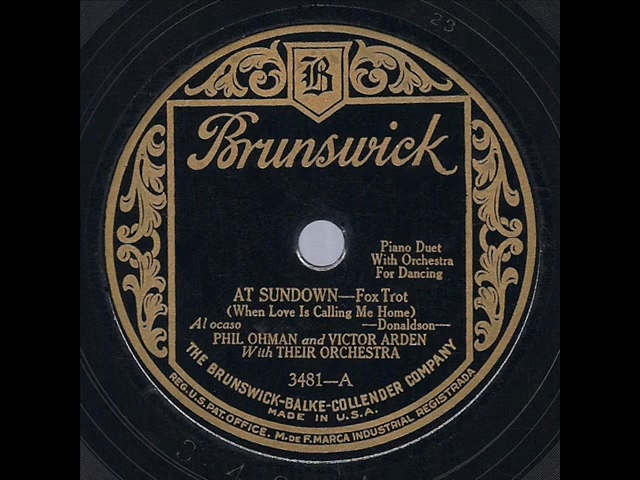 23
B
Brunswick
Piano Duet
With Orchestra
For Dancing
AT SUNDOWN—Fox Trot
(When Love Is Calling Me Home)
Al ocaso —Donaldson—
PHIL OHMAN and VICTOR ARDEN
With THEIR ORCHESTRA
3481—A
THE BRUNSWICK-BALKE-COLLENDER COMPANY
MADE IN U.S.A.
REG. U.S. PAT. OFFICE. M. DE F. MARCA INDUSTRIAL REGISTRADA